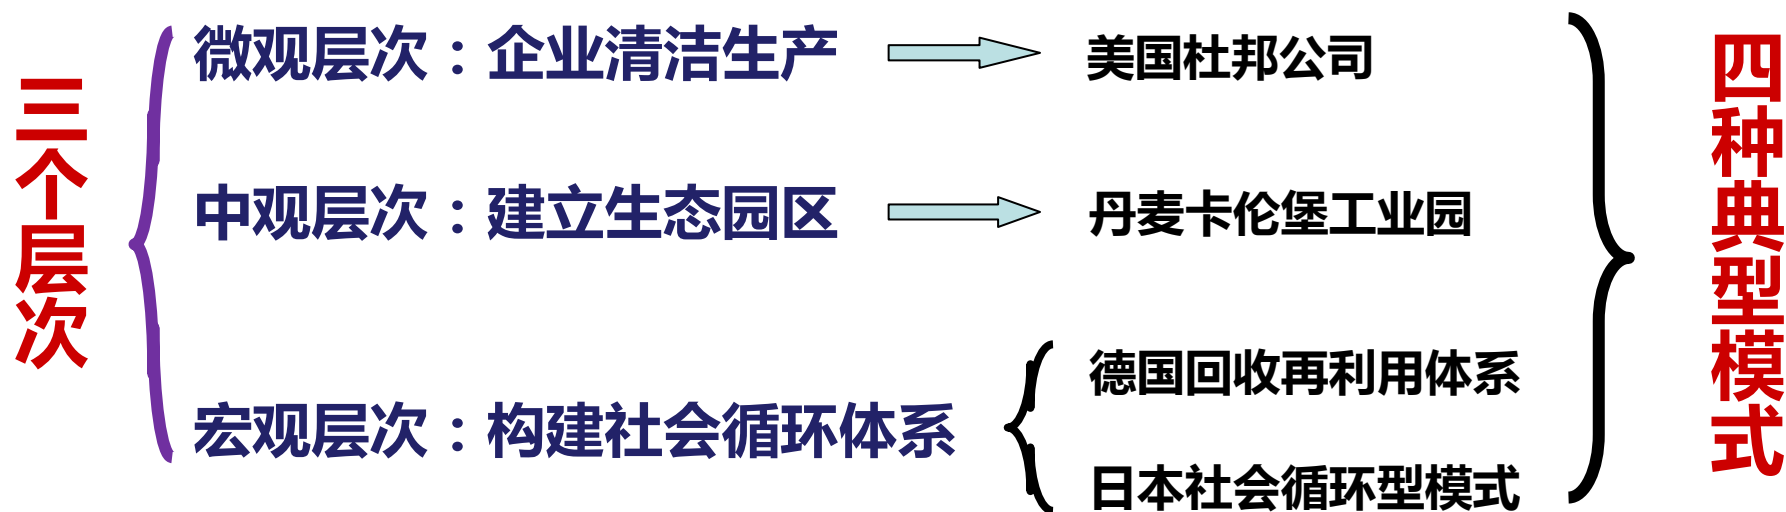 三个层次
微观层次：企业清洁生产
美国杜邦公司
中观层次：建立生态园区
丹麦卡伦堡工业园
宏观层次：构建社会循环体系
德国回收再利用体系
日本社会循环型模式
四种典型模式